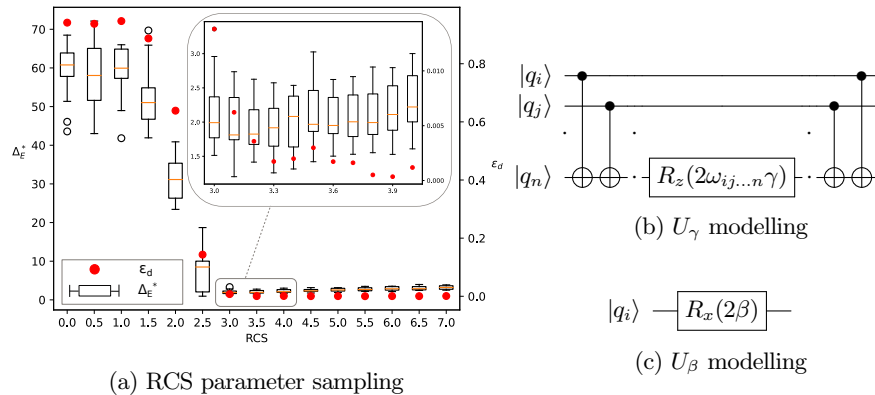 70
60
50
40
30
20
10
0
Δ_E^*
0.8
0.6
0.4
0.2
0.0
ε_d
3.0
2.5
2.0
1.5
0.010
0.005
0.000
3.0 3.3 3.6 3.9
ε_d
Δ_E^*
0.0 0.5 1.0 1.5 2.0 2.5 3.0 3.5 4.0 4.5 5.0 5.5 6.0 6.5 7.0
RCS
(a) RCS parameter sampling
|q_i⟩
|q_j⟩
|q_n⟩
R_z(2ω_{ij...n}γ)
(b) U_γ modelling
|q_i⟩ R_x(2β)
(c) U_β modelling